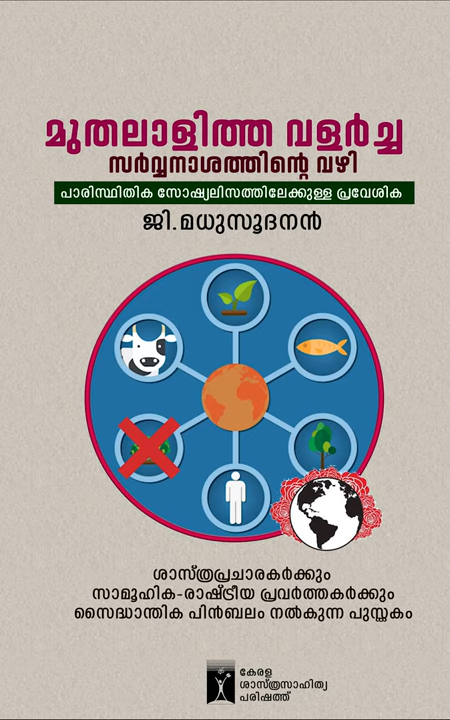 മുതലാളിത്ത വളർച്ച
സർവ്വനാശത്തിന്റെ വഴി
പാരിസ്ഥിതിക സോഷ്യലിസത്തിലേക്കുള്ള പ്രവേശിക
ജി.മധുസൂദനൻ
ശാസ്ത്രപ്രചാരകർക്കും
സാമൂഹിക-രാഷ്ട്രീയ പ്രവർത്തകർക്കും
സൈദ്ധാന്തിക പിൻബലം നൽകുന്ന പുസ്തകം
കേരള
ശാസ്ത്രസാഹിത്യ
പരിഷത്ത്